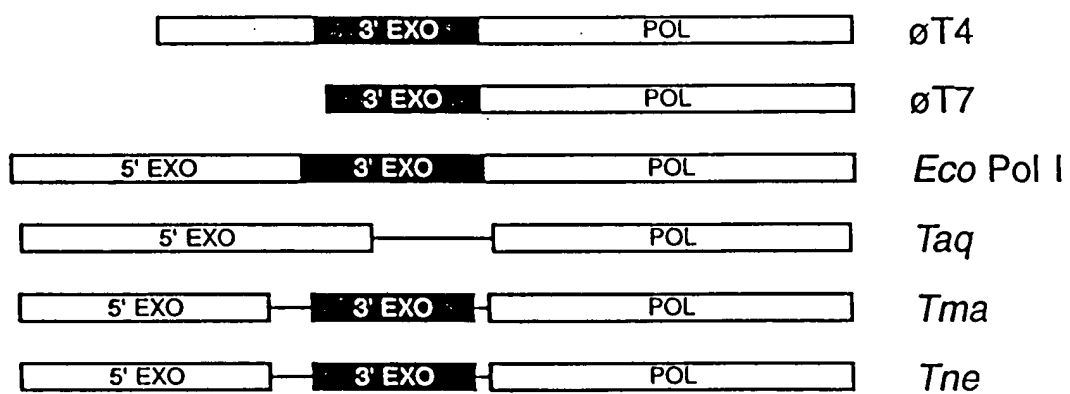 3' EXO POL øT4
3' EXO POL øT7
5' EXO 3' EXO POL Eco Pol I
5' EXO POL Taq
5' EXO 3' EXO POL Tma
5' EXO 3' EXO POL Tne